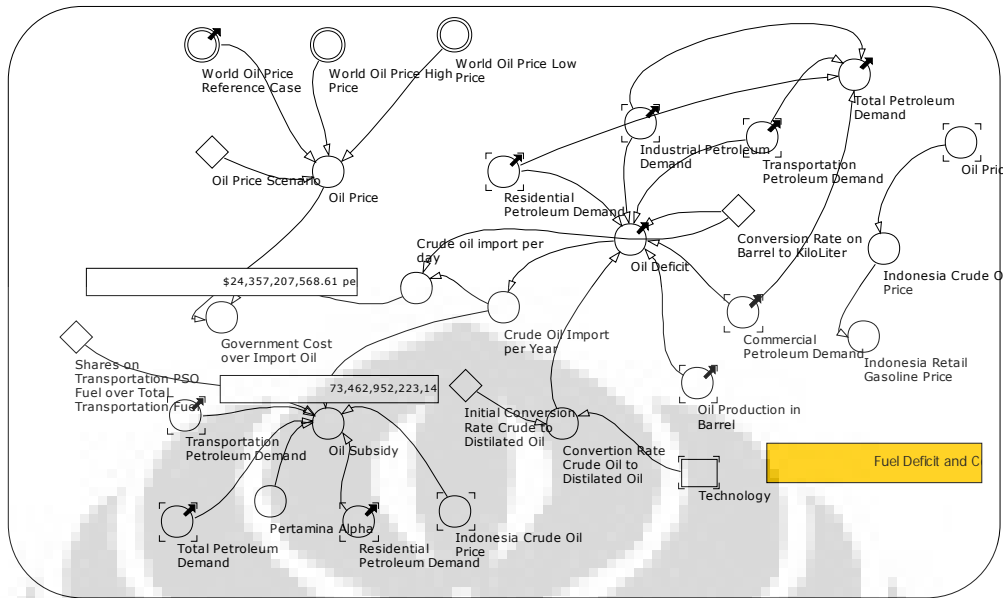 World Oil Price
Reference Case
World Oil Price High
Price
World Oil Price Low
Price
Total Petroleum
Demand
Industrial Petroleum
Demand
Transportation
Petroleum Demand
Oil Pric
Oil Price Scenario
Oil Price
Residential
Petroleum Demand
Crude oil import per
day
Oil Deficit
Conversion Rate on
Barrel to KiloLiter
Indonesia Crude O
Price
$24,357,207,568.61 pe
Government Cost
over Import Oil
Crude Oil Import
per Year
Commercial
Petroleum Demand
Indonesia Retail
Gasoline Price
Shares on
Transportation PSO
Fuel over Total
Transportation Fuel
73,462,952,223,14
Initial Conversion
Rate Crude to
Distilated Oil
Oil Production in
Barrel
Transportation
Petroleum Demand
Oil Subsidy
Convertion Rate
Crude Oil to
Distilated Oil
Fuel Deficit and C
Technology
Total Petroleum
Demand
Pertamina Alpha
Residential
Petroleum Demand
Indonesia Crude Oil
Price